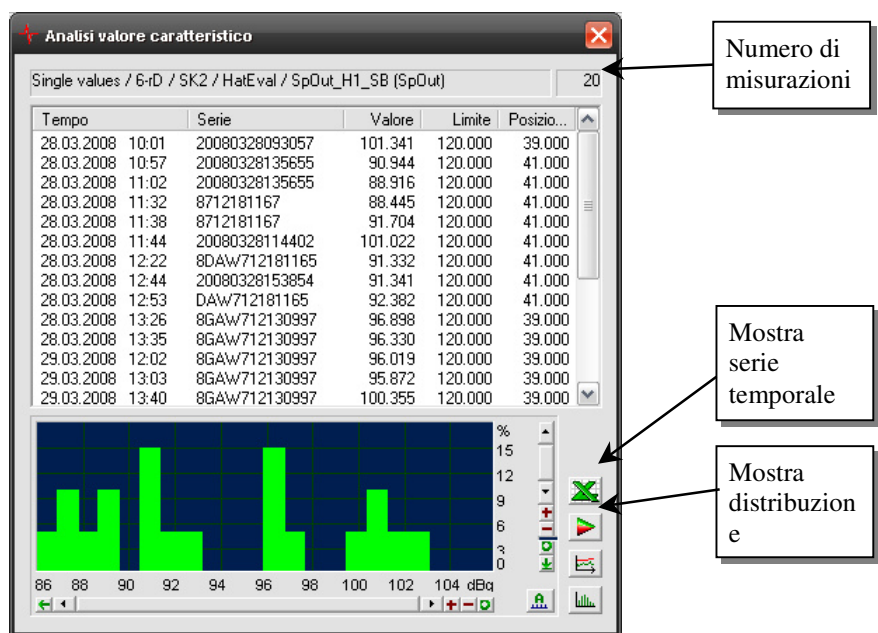 Analisi valore caratteristico
Single values / 6-rD / SK2 / HatEval / SpOut_H1_SB (SpOut) 20
Tempo Serie Valore Limite Posizio...
28.03.2008 10:01 20080328093057 101.341 120.000 39.000
28.03.2008 10:57 20080328135655 90.944 120.000 41.000
28.03.2008 11:02 20080328135655 88.916 120.000 41.000
28.03.2008 11:32 8712181167 88.445 120.000 41.000
28.03.2008 11:38 8712181167 91.704 120.000 41.000
28.03.2008 11:44 20080328114402 101.022 120.000 41.000
28.03.2008 12:22 8DAW712181165 91.332 120.000 41.000
28.03.2008 12:44 20080328153854 91.341 120.000 41.000
28.03.2008 12:53 DAW712181165 92.382 120.000 41.000
28.03.2008 13:26 8GAW712130997 96.898 120.000 39.000
28.03.2008 13:35 8GAW712130997 96.330 120.000 39.000
29.03.2008 12:02 8GAW712130997 96.019 120.000 39.000
29.03.2008 13:03 8GAW712130997 95.872 120.000 39.000
29.03.2008 13:40 8GAW712130997 100.355 120.000 39.000
%
15
12
9
6
3
0
86 88 90 92 94 96 98 100 102 104 dBq
A
Numero di
misurazioni
Mostra
serie
temporale
Mostra
distribuzion
e